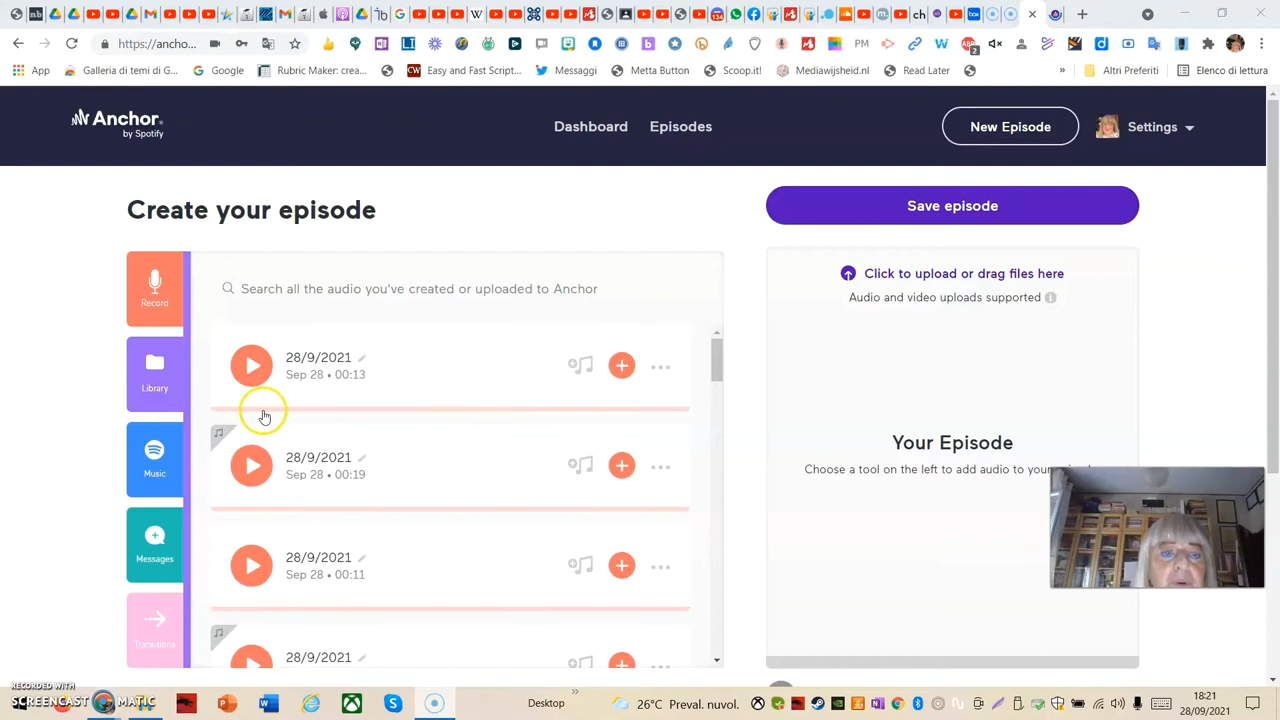 134
https://ancho...
PM
2
App
Galleria di temi di G...
Google
Rubric Maker: crea...
CW
Easy and Fast Script...
Messaggi
Metta Button
Scoop.it!
Mediawijsheid.nl
Read Later
»
Altri Preferiti
Elenco di lettura
Anchor
by Spotify
Dashboard
Episodes
New Episode
Settings
Create your episode
Save episode
Record
Library
Music
Messages
Transitions
Search all the audio you've created or uploaded to Anchor
28/9/2021
Sep 28 • 00:13
28/9/2021
Sep 28 • 00:19
28/9/2021
Sep 28 • 00:11
28/9/2021
Click to upload or drag files here
Audio and video uploads supported
Your Episode
Choose a tool on the left to add audio to your
RECORDED WITH
SCREENCAST MATIC
Desktop
26°C Preval. nuvol.
18:21
28/09/2021